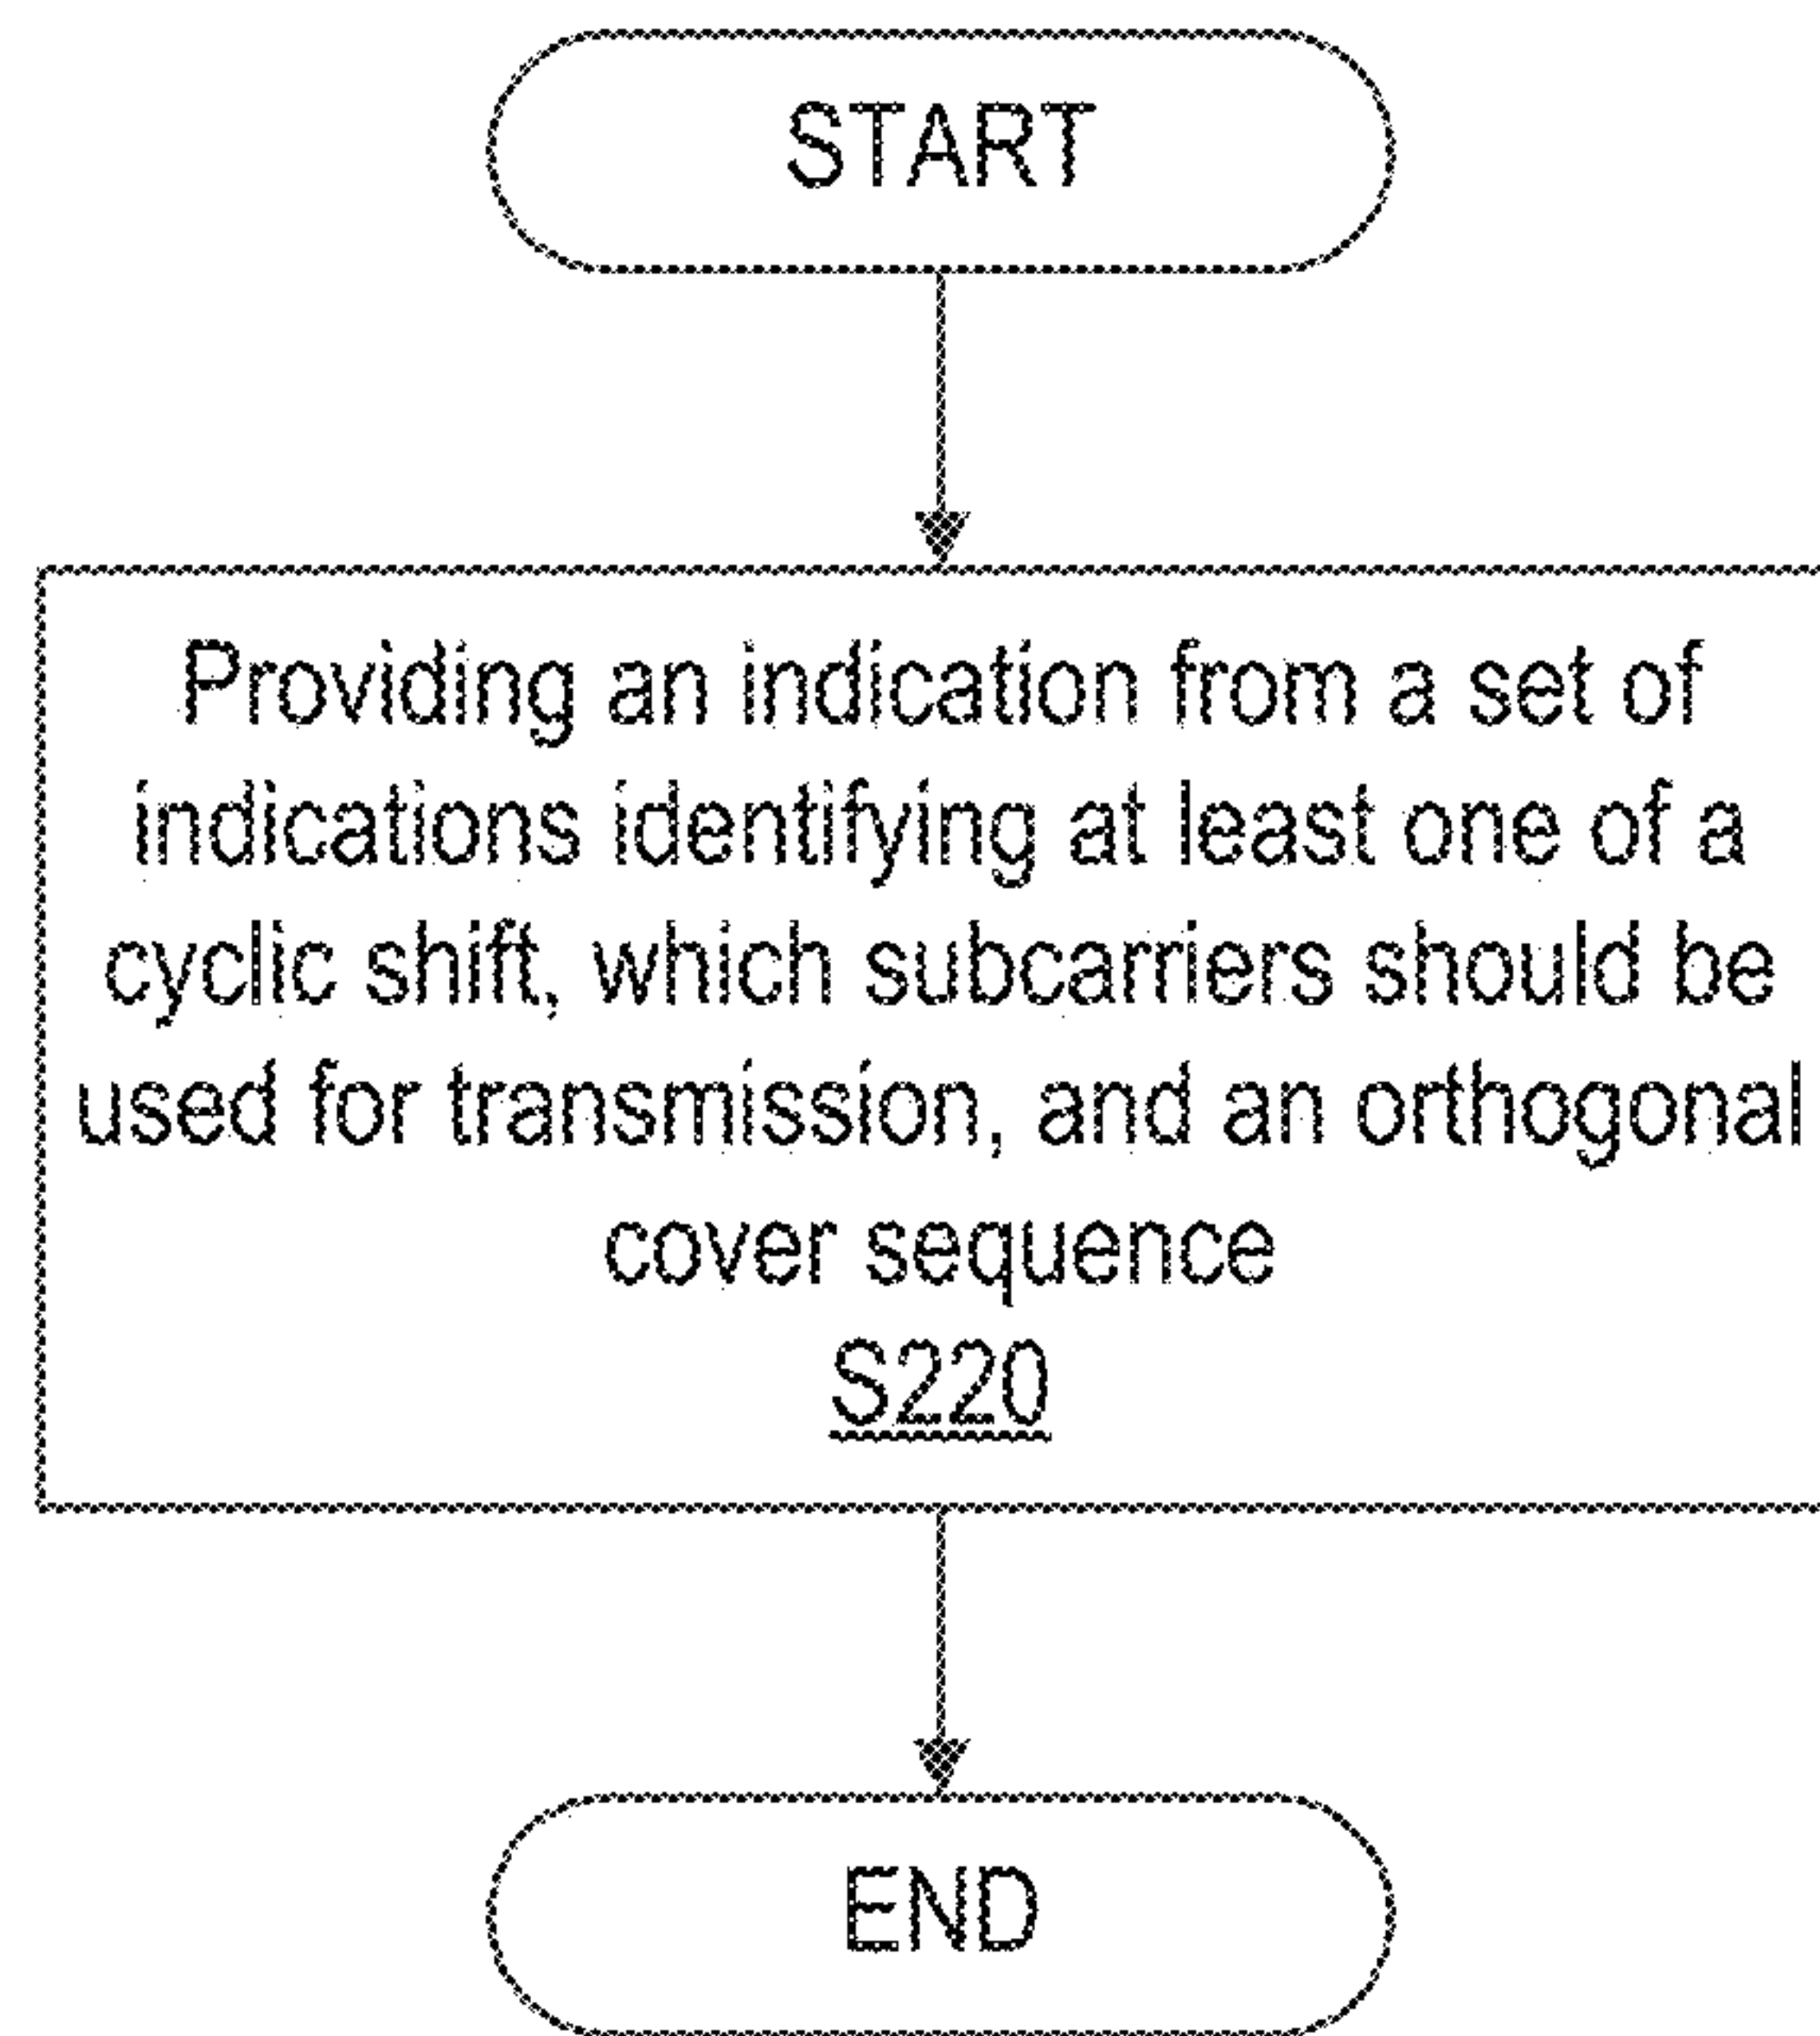 START
Providing an indication from a set of
indications identifying at least one of a
cyclic shift, which subcarriers should be
used for transmission, and an orthogonal
cover sequence
S220
END